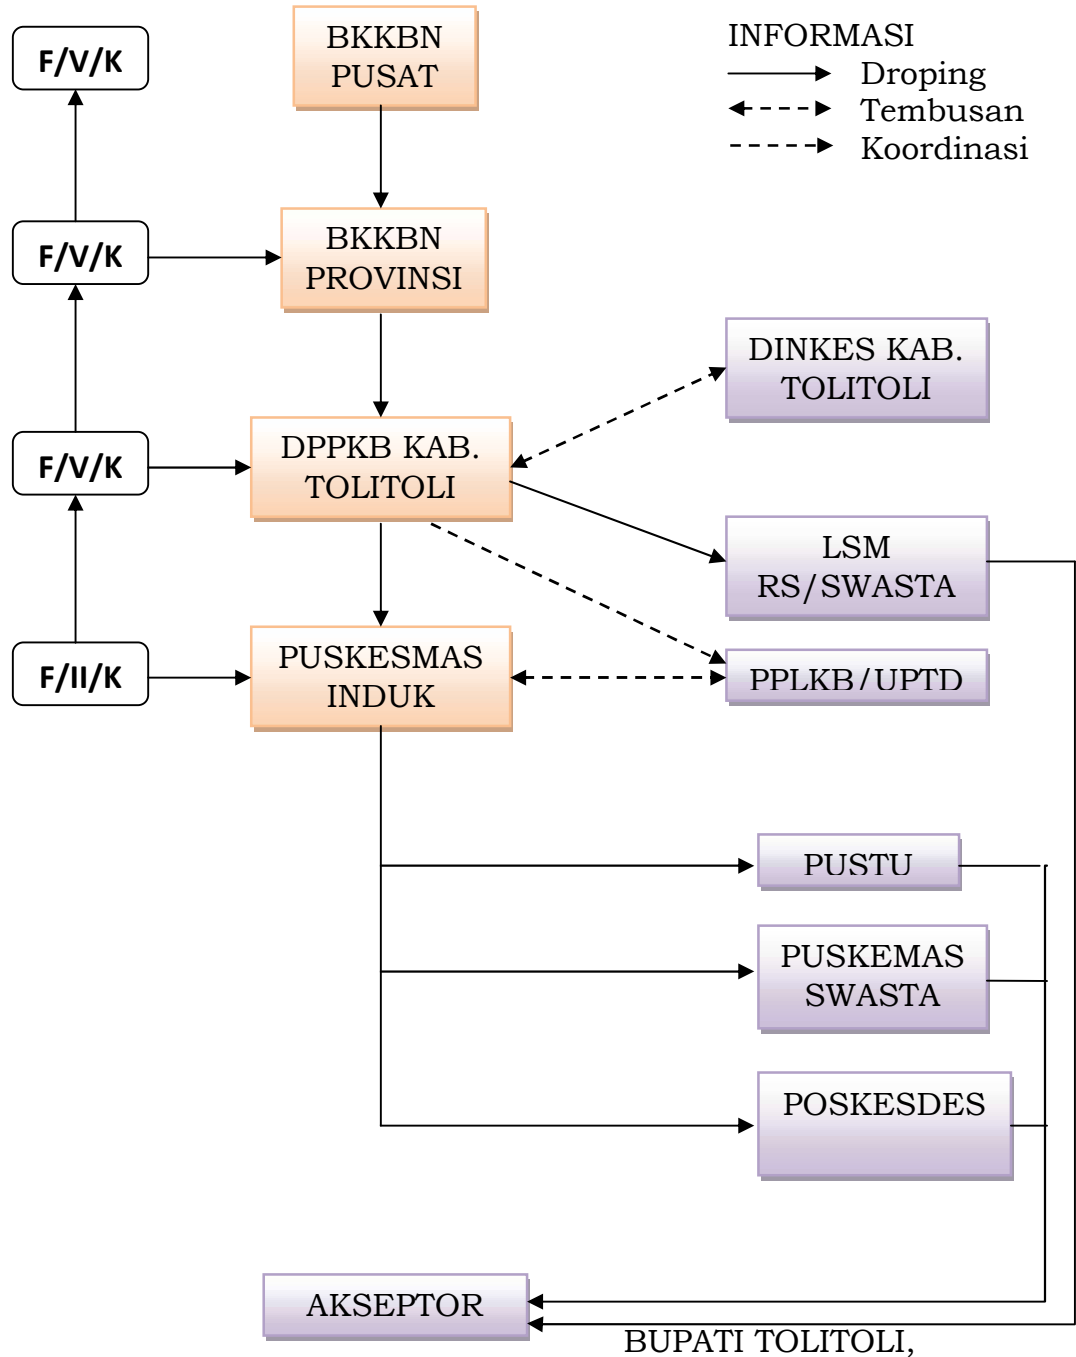 F/V/K
BKKBN
PUSAT
INFORMASI
Droping
Tembusan
Koordinasi
F/V/K
BKKBN
PROVINSI
DINKES KAB.
TOLITOLI
F/V/K
DPPKB KAB.
TOLITOLI
LSM
RS/SWASTA
F/II/K
PUSKESMAS
INDUK
PPLKB/UPTD
PUSTU
PUSKEMAS
SWASTA
POSKESDES
AKSEPTOR
BUPATI TOLITOLI,